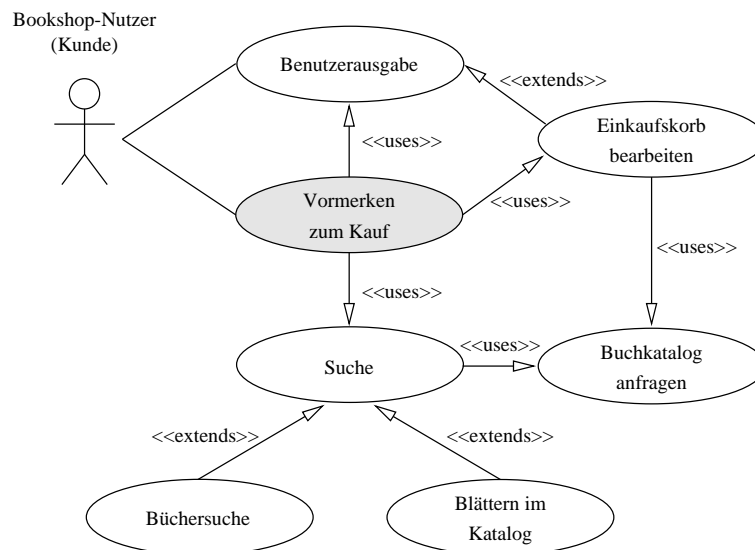 Bookshop-Nutzer
(Kunde)
Benutzerausgabe
<<extends>>
Einkaufskorb
bearbeiten
<<uses>>
Vormerken
zum Kauf
<<uses>>
<<uses>>
<<uses>>
Suche
<<uses>>
Buchkatalog
anfragen
<<extends>>
<<extends>>
Büchersuche
Blättern im
Katalog